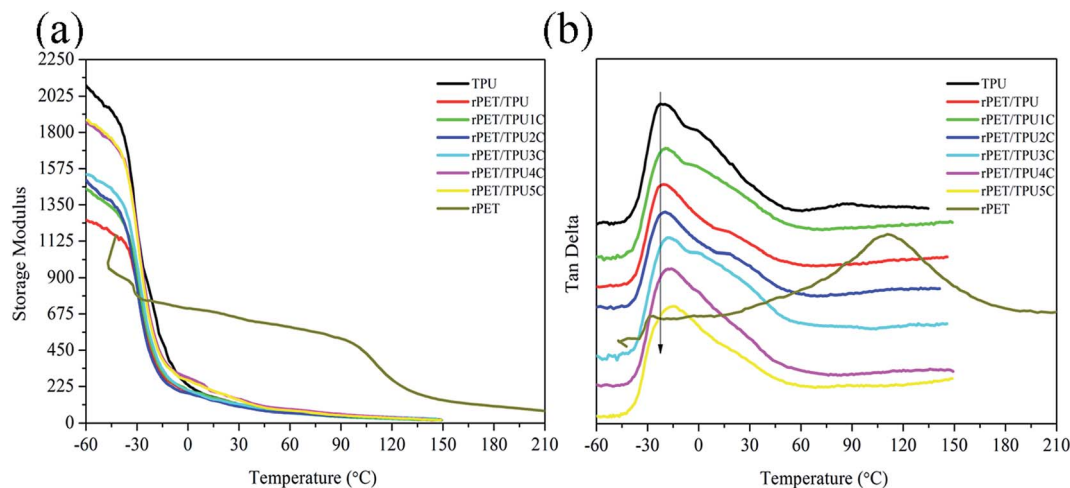 (a)
2250
2025
1800
1575
1350
1125
900
675
450
225
0
Storage Modulus
-60 -30 0 30 60 90 120 150 180 210
Temperature (°C)
TPU
rPET/TPU
rPET/TPU1C
rPET/TPU2C
rPET/TPU3C
rPET/TPU4C
rPET/TPU5C
rPET
(b)
Tan Delta
-60 -30 0 30 60 90 120 150 180 210
Temperature (°C)
TPU
rPET/TPU
rPET/TPU1C
rPET/TPU2C
rPET/TPU3C
rPET/TPU4C
rPET/TPU5C
rPET